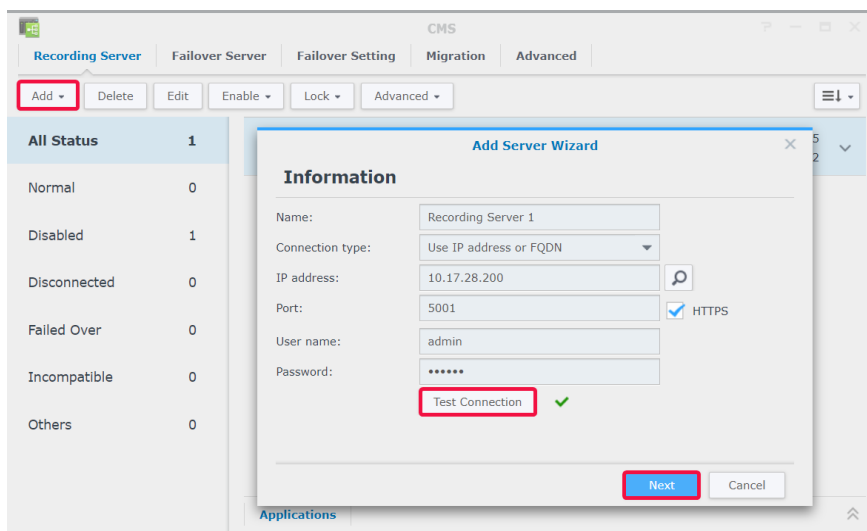 CMS
Recording Server Failover Server Failover Setting Migration Advanced
Add Delete Edit Enable Lock Advanced
All Status 1
Normal 0
Disabled 1
Disconnected 0
Failed Over 0
Incompatible 0
Others 0
5
2
Add Server Wizard
Information
Name: Recording Server 1
Connection type: Use IP address or FQDN
IP address: 10.17.28.200
Port: 5001 HTTPS
User name: admin
Password: ••••••
Test Connection
Next Cancel
Applications